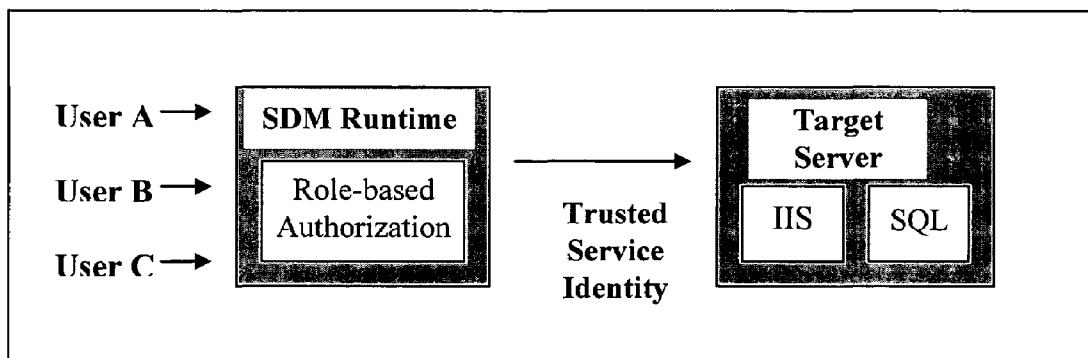 User A
User B
User C
SDM Runtime
Role-based
Authorization
Trusted
Service
Identity
Target
Server
IIS
SQL